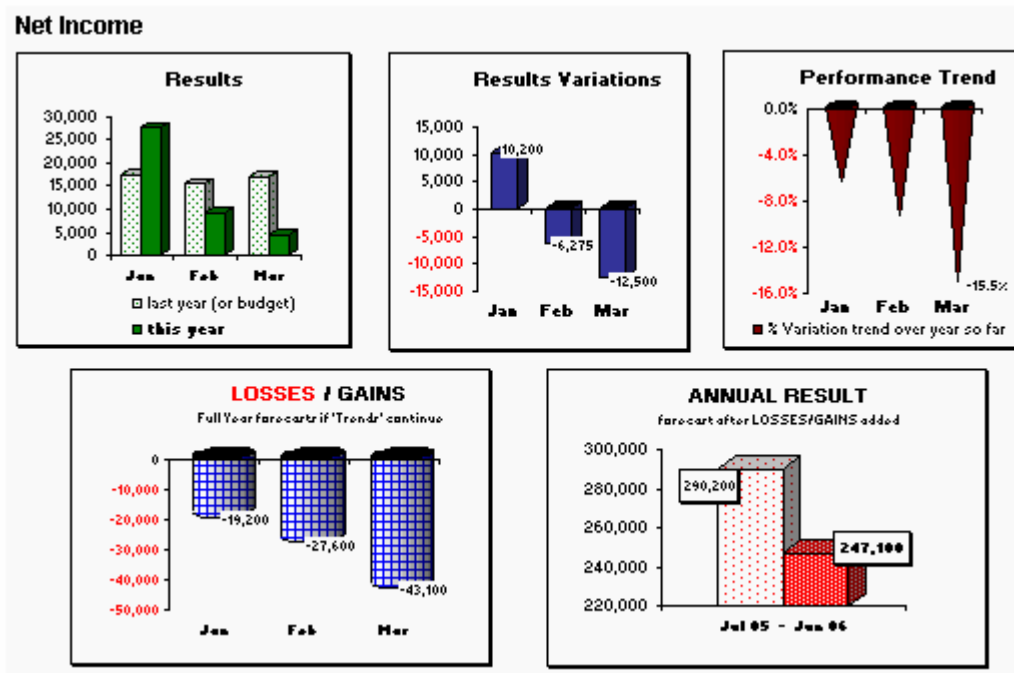 Net Income
Results
30,000
25,000
20,000
15,000
10,000
5,000
0
Jan Feb Mar
last year (or budget)
this year
Results Variations
15,000
10,000
5,000
0
-5,000
-10,000
-15,000
10,200
-6,275
-12,500
Jan Feb Mar
Performance Trend
0.0%
-4.0%
-8.0%
-12.0%
-16.0%
-15.5%
Jan Feb Mar
% Variation trend over year so far
LOSSES / GAINS
Full Year forecasts if 'Trends' continue
0
-10,000
-20,000
-30,000
-40,000
-50,000
-19,200
-27,600
-43,100
Jan Feb Mar
ANNUAL RESULT
forecast after LOSSES/GAINS added
300,000
280,000
260,000
240,000
220,000
290,200
247,100
Jul 05 - Jun 06